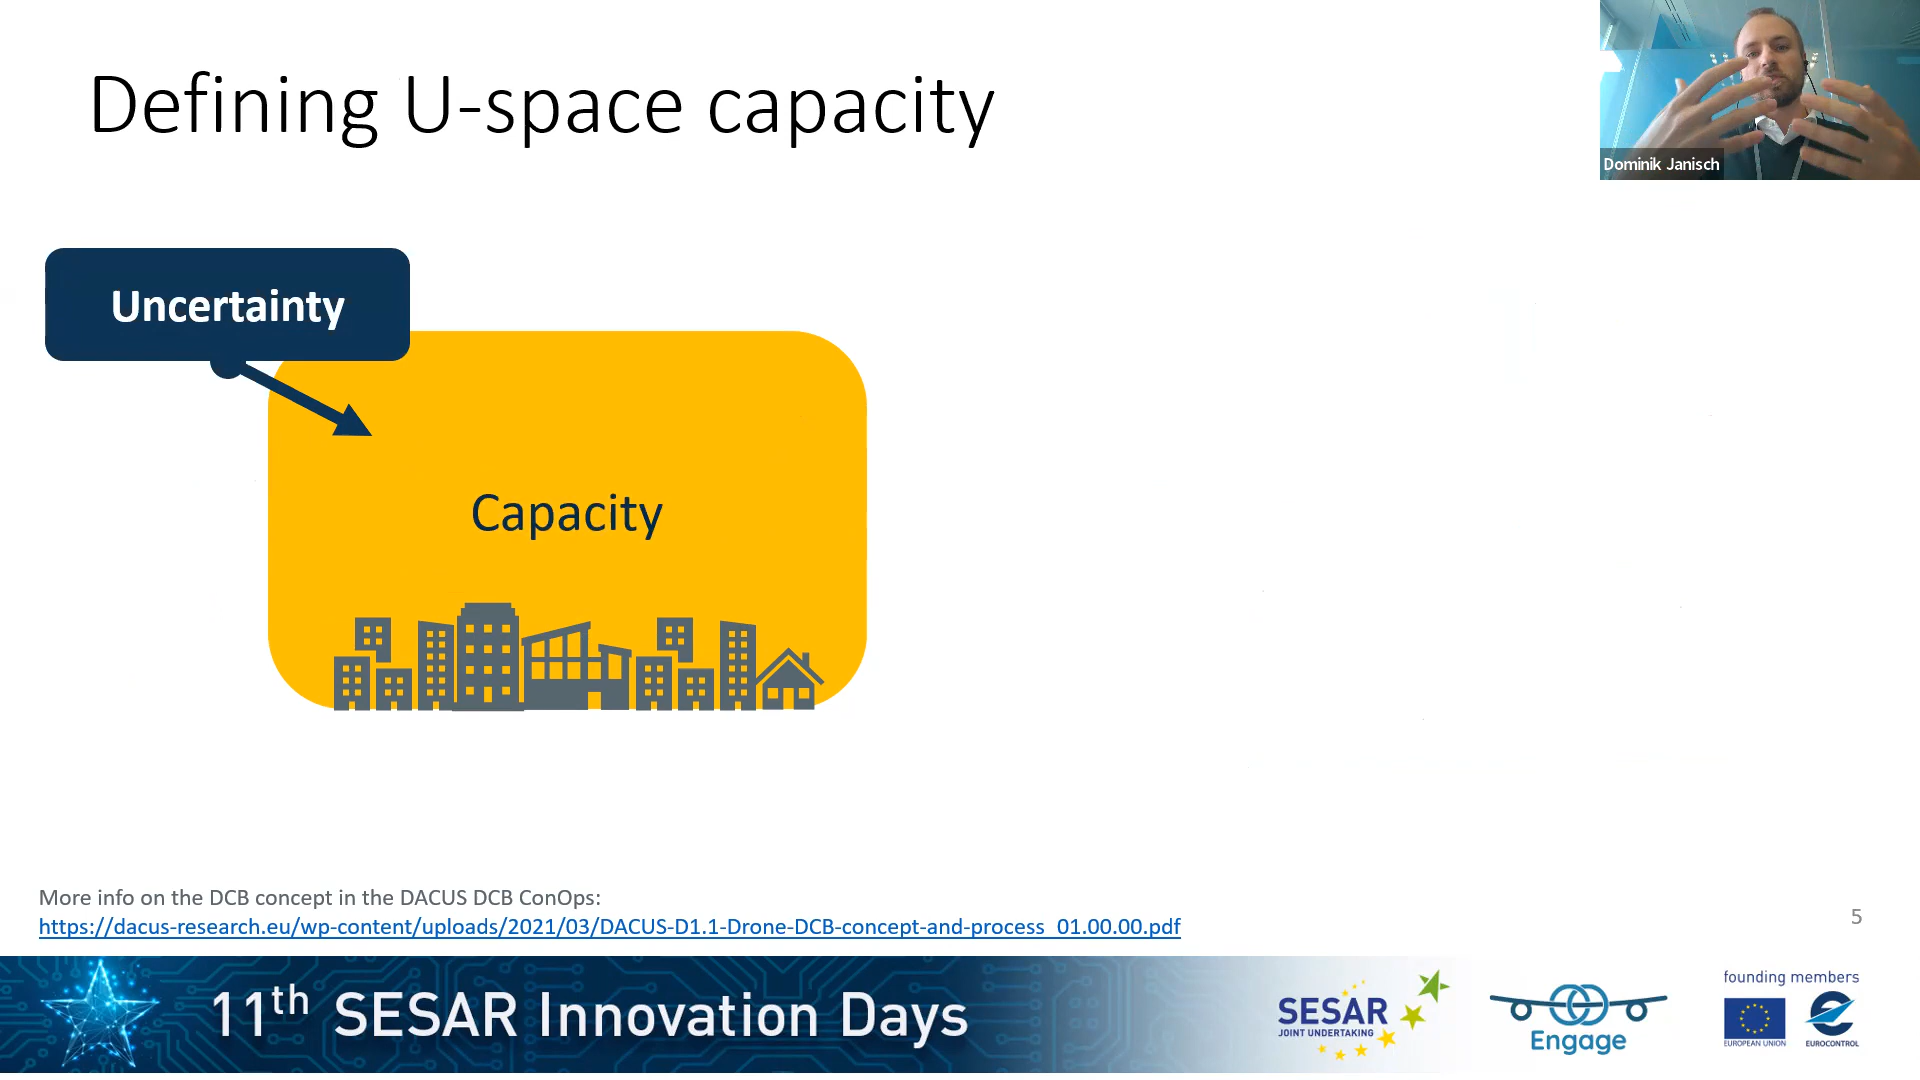 Defining U-space capacity
Dominik Janisch
Uncertainty
Capacity
More info on the DCB concept in the DACUS DCB ConOps:
https://dacus-research.eu/wp-content/uploads/2021/03/DACUS-D1.1-Drone-DCB-concept-and-process_01.00.00.pdf
5
11th SESAR Innovation Days
SESAR
JOINT UNDERTAKING
Engage
founding members
EUROPEAN UNION
EUROCONTROL